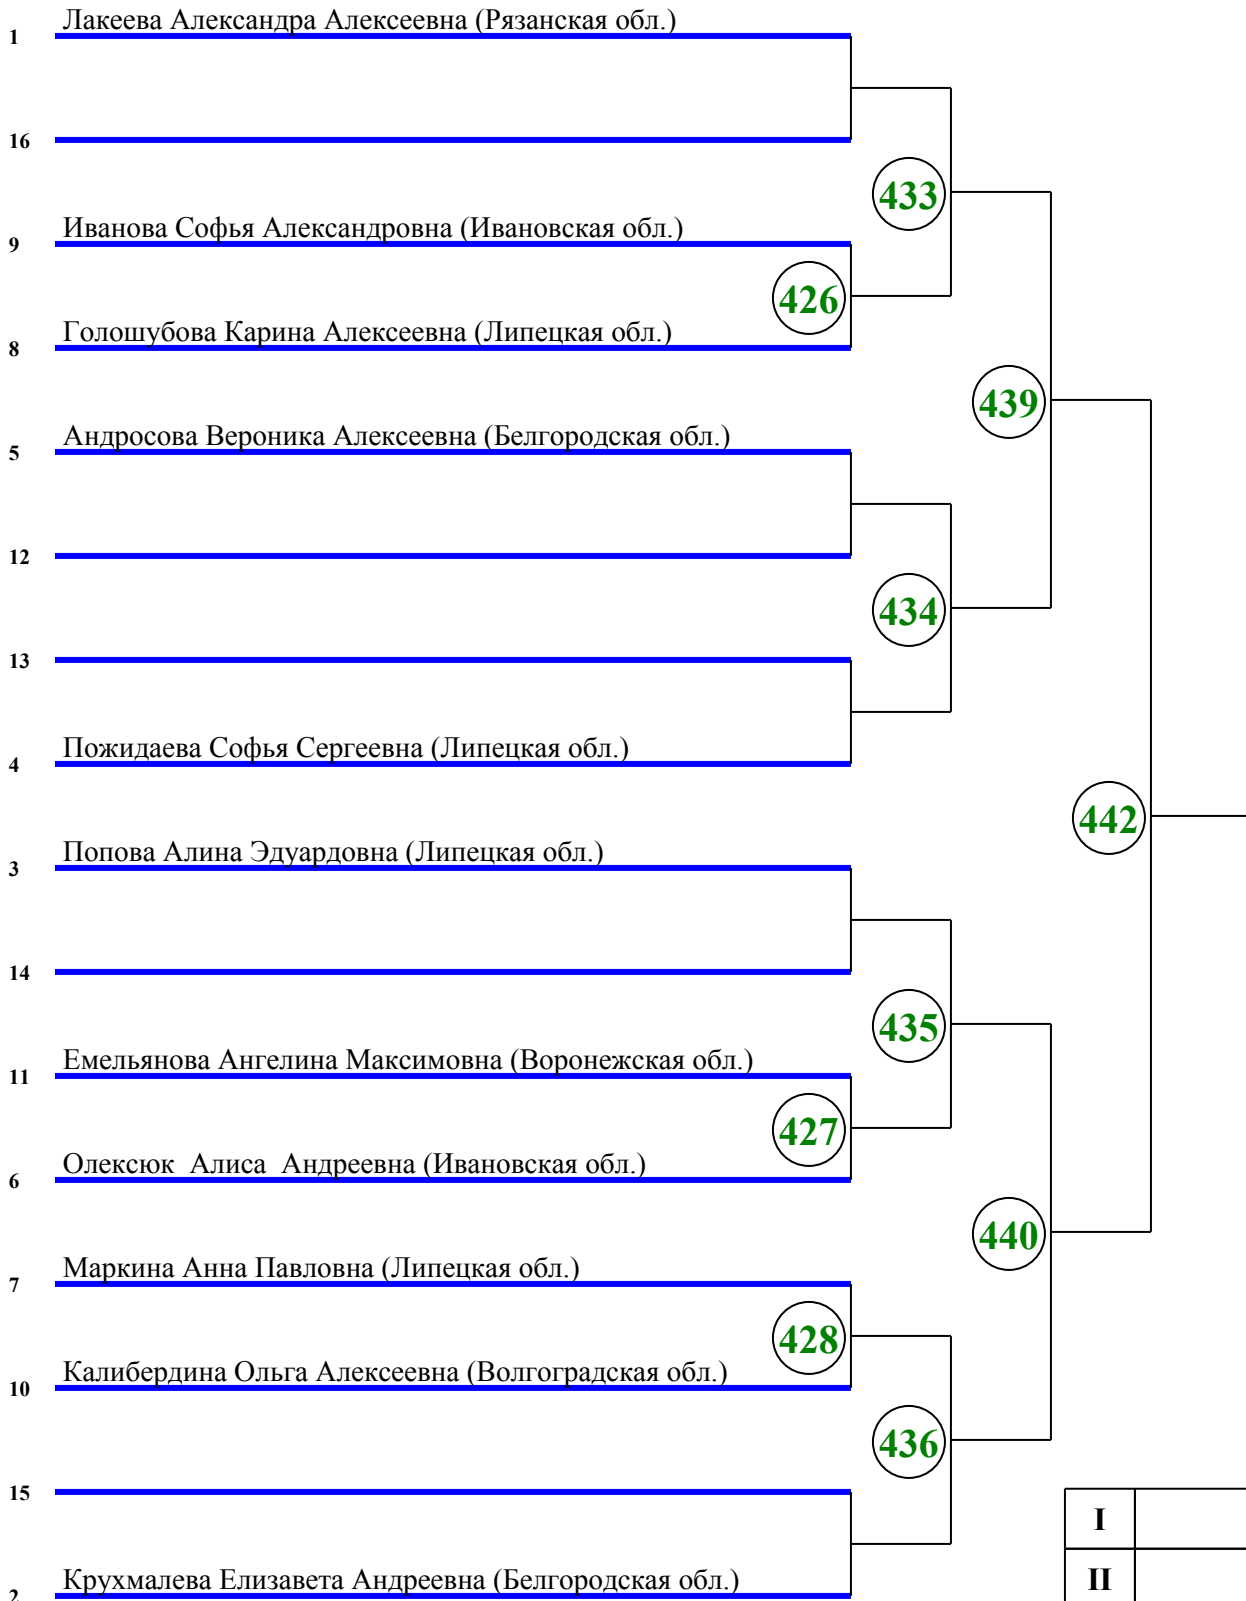 Лакеева Александра Алексеевна (Рязанская обл.)
1
16
433
Иванова Софья Александровна (Ивановская обл.)
9
426
Голошубова Карина Алексеевна (Липецкая обл.)
8
439
Андросова Вероника Алексеевна (Белгородская обл.)
5
12
434
13
Пожидаева Софья Сергеевна (Липецкая обл.)
4
442
Попова Алина Эдуардовна (Липецкая обл.)
3
14
435
Емельянова Ангелина Максимовна (Воронежская обл.)
11
427
Олексюк Алиса Андреевна (Ивановская обл.)
6
440
Маркина Анна Павловна (Липецкая обл.)
7
428
Калибердина Ольга Алексеевна (Волгоградская обл.)
10
436
15
I
Крухмалева Елизавета Андреевна (Белгородская обл.)
II
2